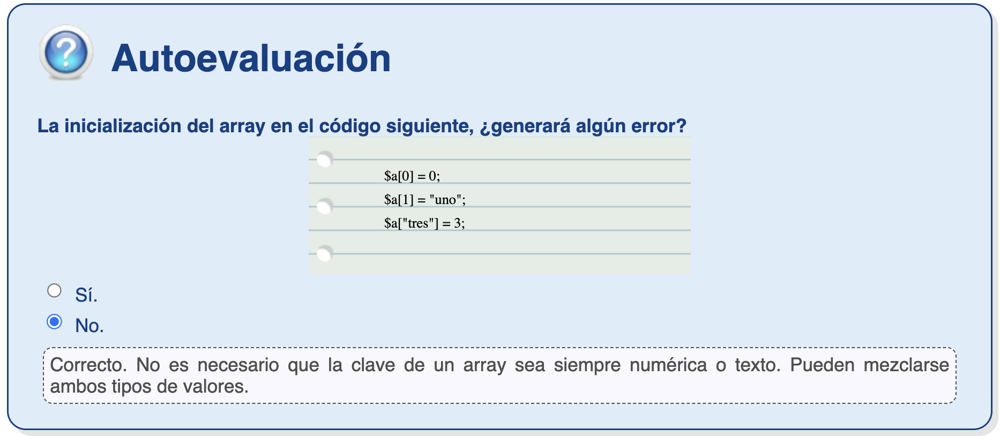 Autoevaluación
La inicialización del array en el código siguiente, ¿generará algún error?
$a[0] = 0;
$a[1] = "uno";
$a["tres"] = 3;
Sí.
No.
Correcto. No es necesario que la clave de un array sea siempre numérica o texto. Pueden mezclarse
ambos tipos de valores.